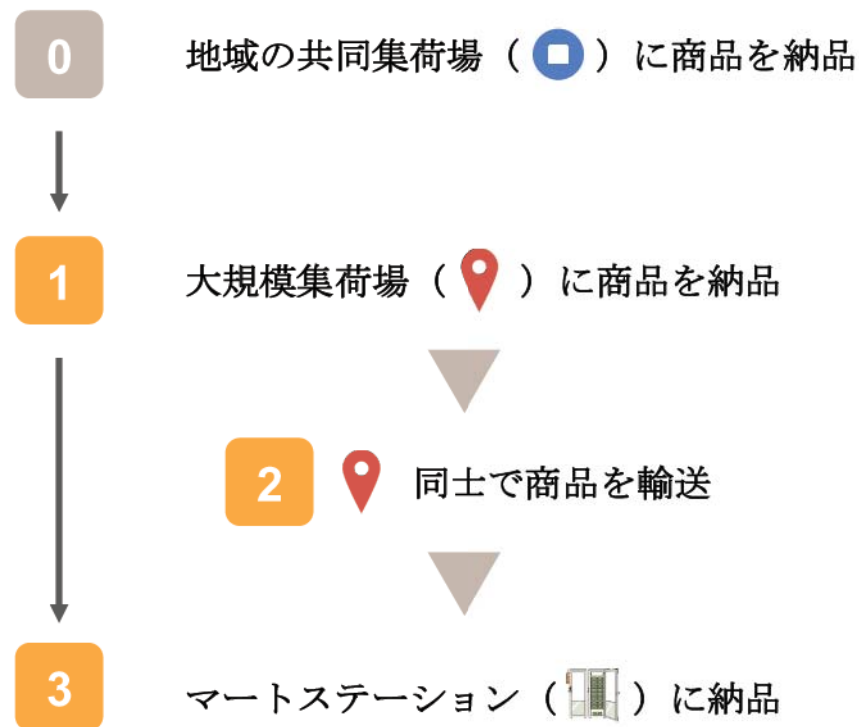 0 地域の共同集荷場（ ）に商品を納品
1 大規模集荷場（ ）に商品を納品
2 同士で商品を輸送
3 マートステーション（ ）に納品